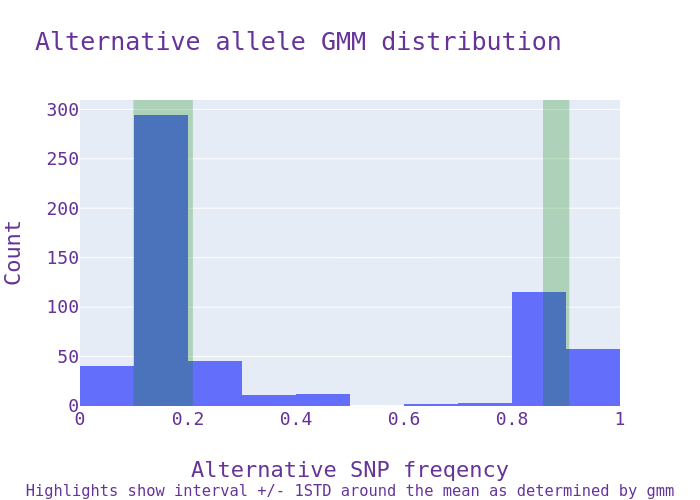 Alternative allele GMM distribution
300
250
200
150
100
50
0
Count
0 0.2 0.4 0.6 0.8 1
Alternative SNP freqency
Highlights show interval +/- 1STD around the mean as determined by gmm